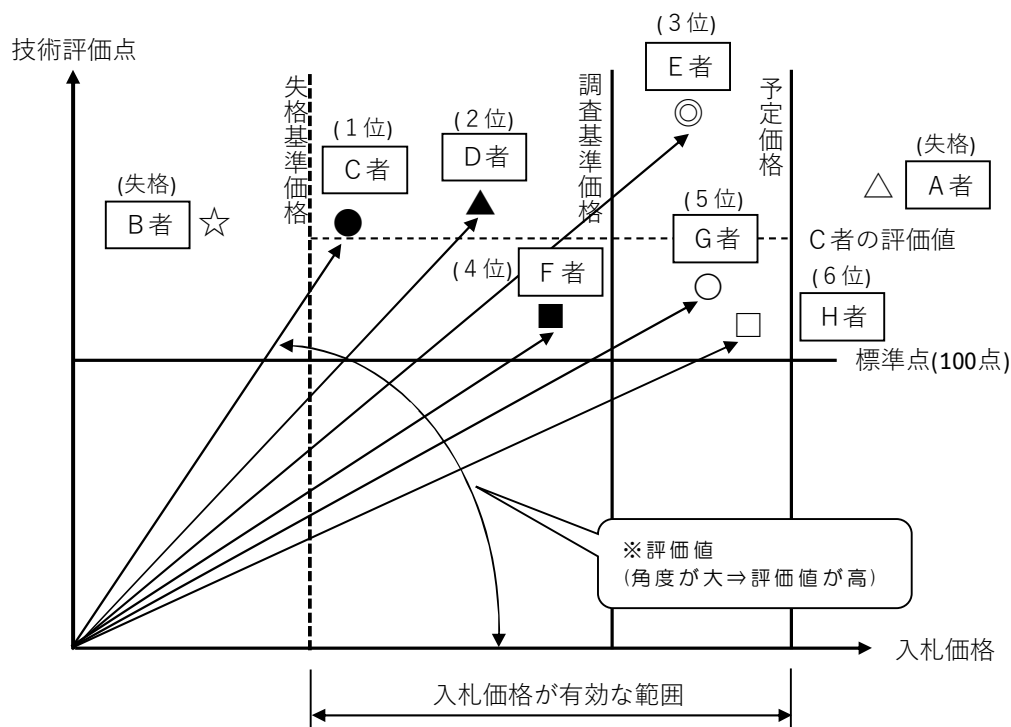 技術評価点
失格基準価格
調査基準価格
予定価格
(失格)
B者
☆
(1位)
C者
●
(2位)
D者
▲
(3位)
E者
◎
(4位)
F者
■
(5位)
G者
○
(失格)
△
A者
C者の評価値
(6位)
□
H者
標準点(100点)
※評価値
(角度が大⇒評価値が高)
入札価格
入札価格が有効な範囲